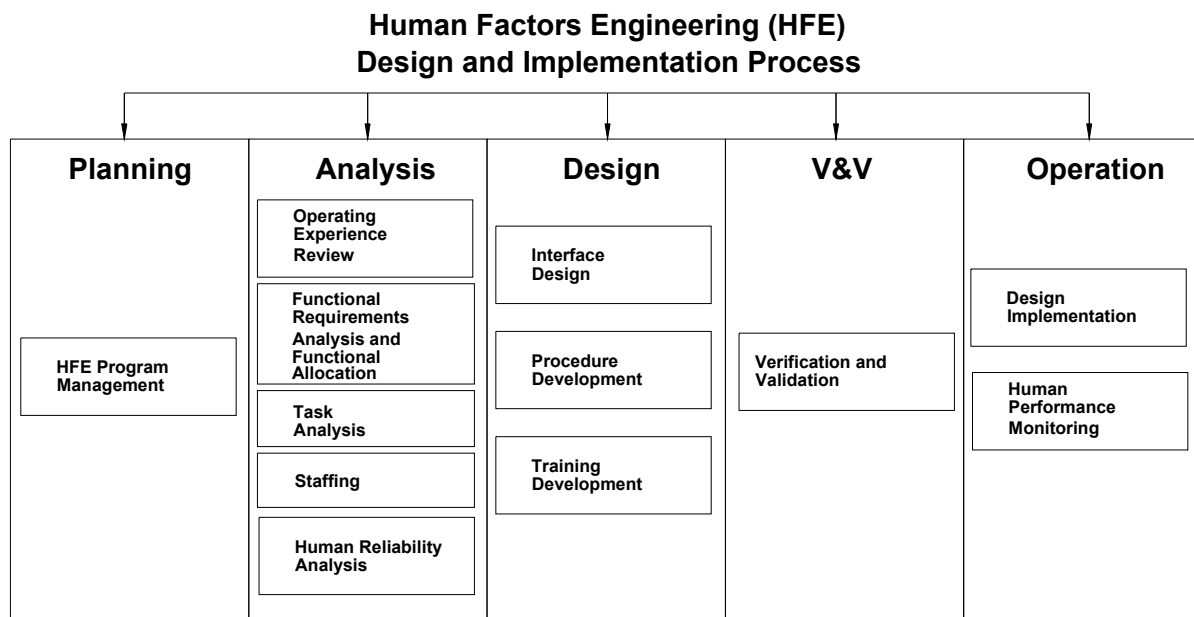 Human Factors Engineering (HFE)
Design and Implementation Process
Planning
HFE Program
Management
Analysis
Operating
Experience
Review
Functional
Requirements
Analysis and
Functional
Allocation
Task
Analysis
Staffing
Human Reliability
Analysis
Design
Interface
Design
Procedure
Development
Training
Development
V&V
Verification and
Validation
Operation
Design
Implementation
Human
Performance
Monitoring